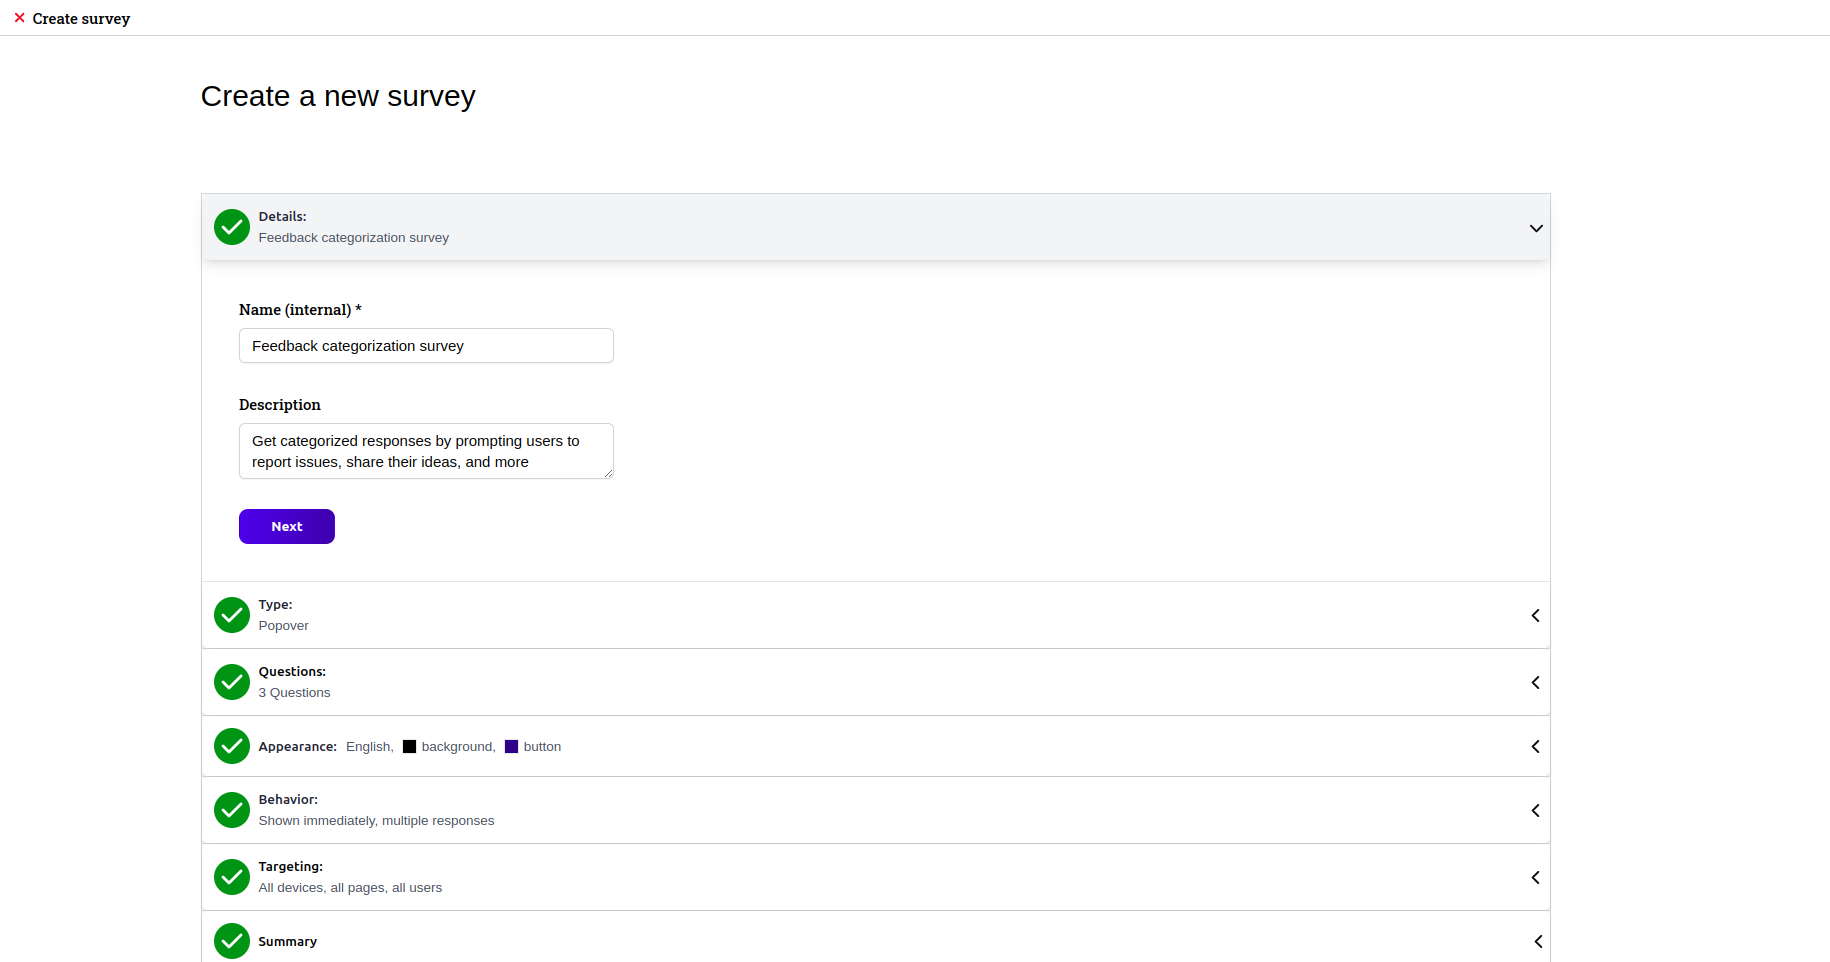 Create survey
Create a new survey
Details:
Feedback categorization survey
Name (internal) *
Feedback categorization survey
Description
Get categorized responses by prompting users to
report issues, share their ideas, and more
Next
Type:
Popover
Questions:
3 Questions
Appearance: English, background, button
Behavior:
Shown immediately, multiple responses
Targeting:
All devices, all pages, all users
Summary